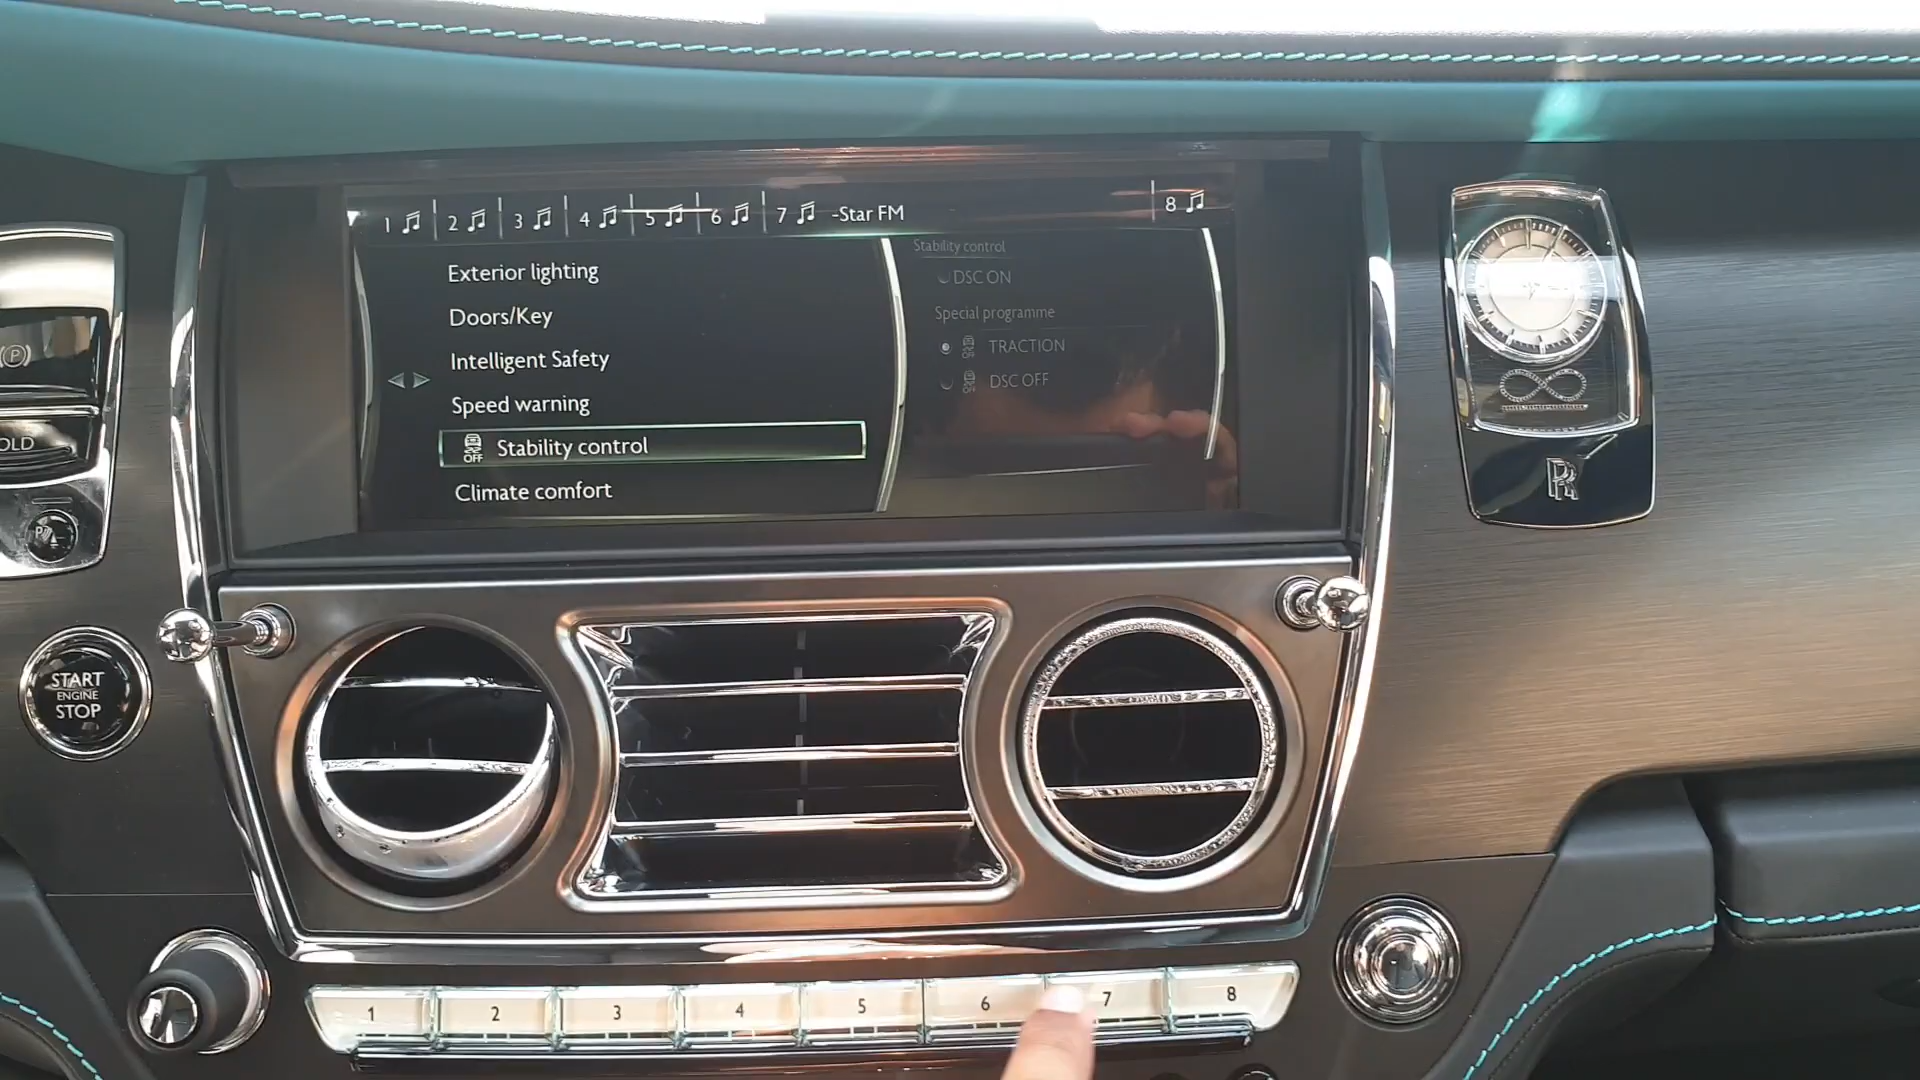 1 2 3 4 5 6 7 -Star FM 8
Exterior lighting
Doors/Key
Intelligent Safety
Speed warning
OFF Stability control
Climate comfort
Stability control
DSC ON
Special programme
TRACTION
DSC OFF
P
OLD
P
START
ENGINE
STOP
RR
1 2 3 4 5 6 7 8